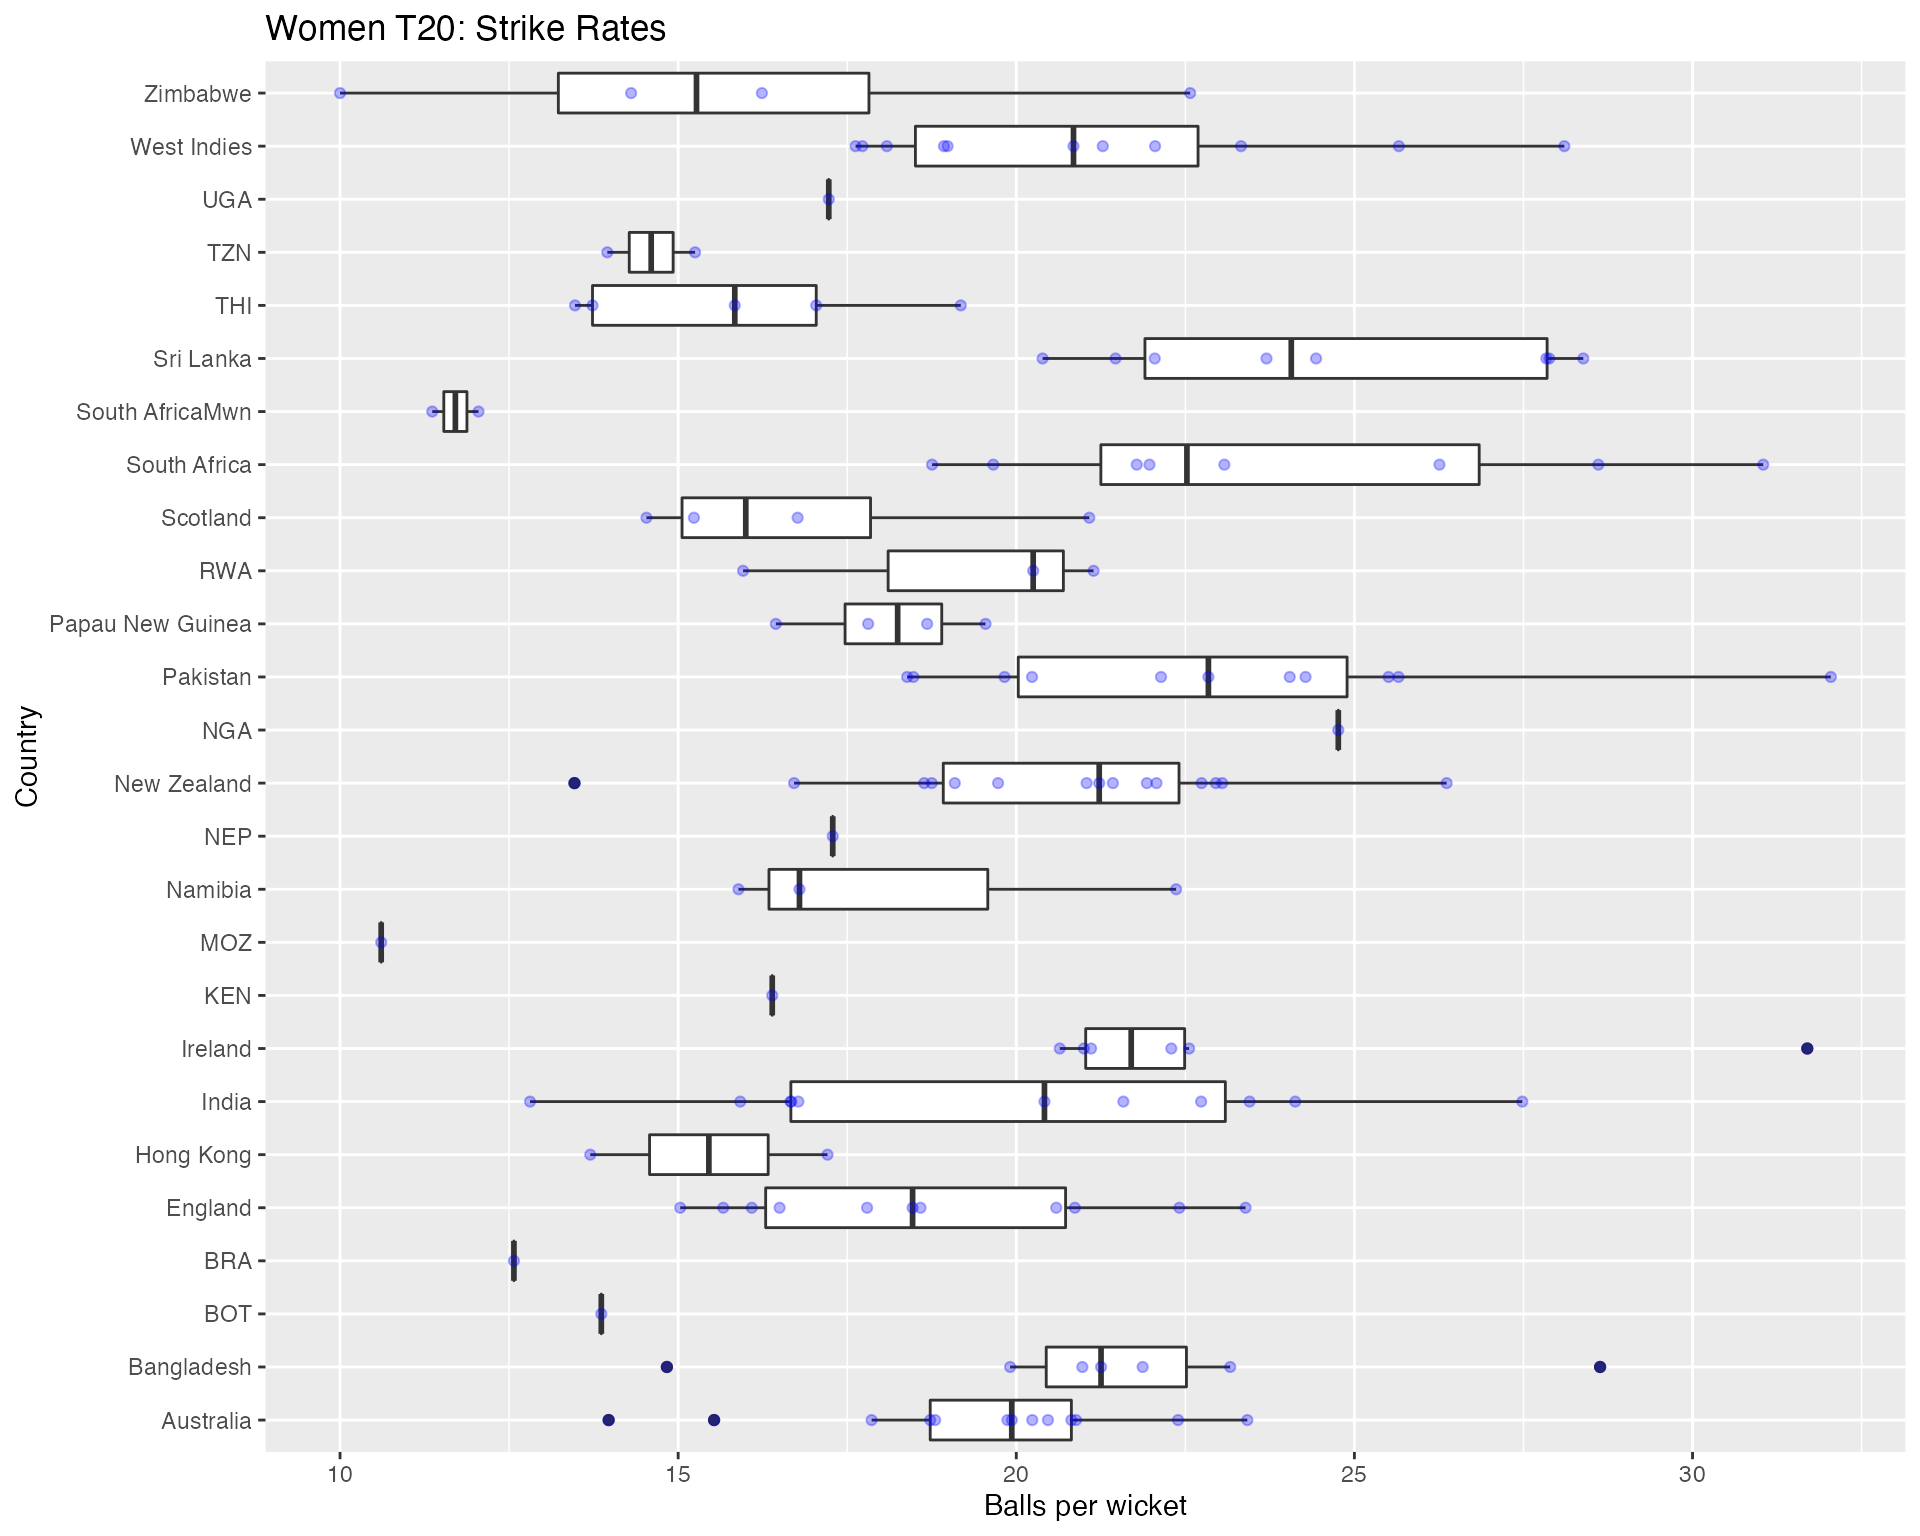 Women T20: Strike Rates
Zimbabwe
West Indies
UGA
TZN
THI
Sri Lanka
South AfricaMwn
South Africa
Scotland
RWA
Papau New Guinea
Pakistan
NGA
New Zealand
NEP
Namibia
MOZ
KEN
Ireland
India
Hong Kong
England
BRA
BOT
Bangladesh
Australia
Country
10 15 20 25 30
Balls per wicket